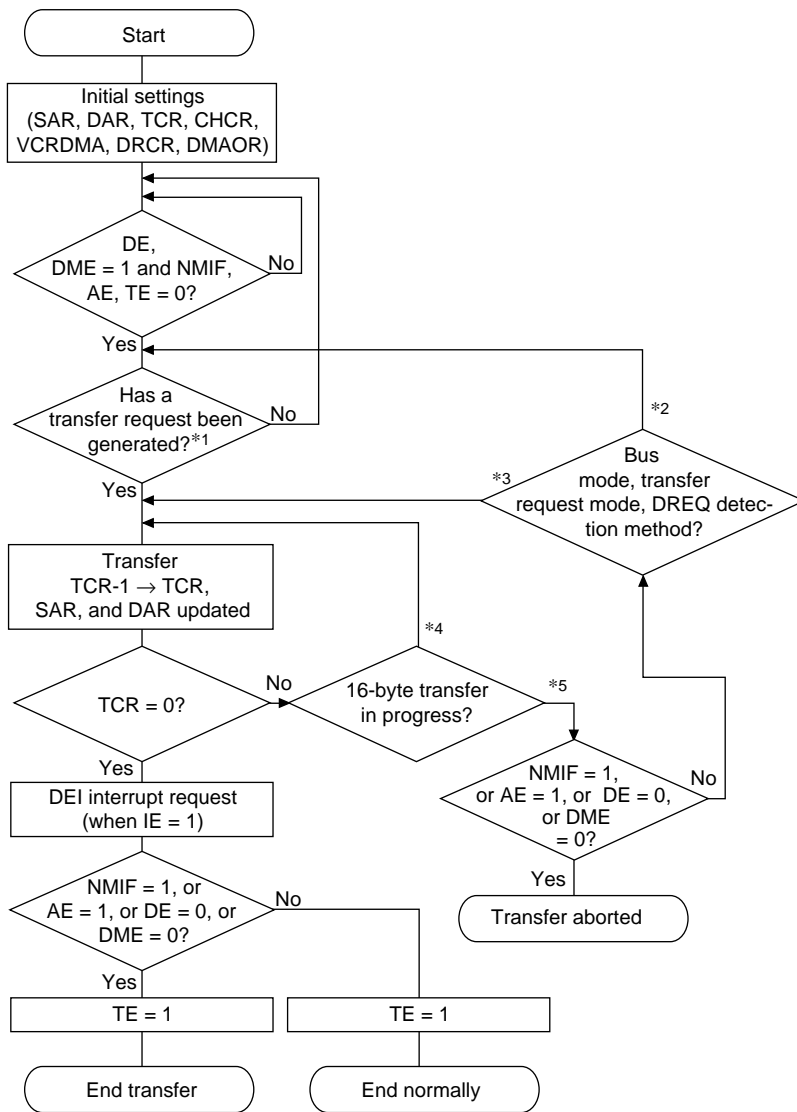 Start
Initial settings
(SAR, DAR, TCR, CHCR,
VCRDMA, DRCR, DMAOR)
DE,
DME = 1 and NMIF,
AE, TE = 0?
No
Yes
Has a
transfer request been
generated?*1
No
Yes
*2
*3
Bus
mode, transfer
request mode, DREQ detec-
tion method?
Transfer
TCR-1 → TCR,
SAR, and DAR updated
*4
TCR = 0?
No
Yes
16-byte transfer
in progress?
*5
NMIF = 1,
or AE = 1, or DE = 0,
or DME
= 0?
No
Yes
Transfer aborted
DEI interrupt request
(when IE = 1)
NMIF = 1, or
AE = 1, or DE = 0, or
DME = 0?
No
Yes
TE = 1
TE = 1
End transfer
End normally